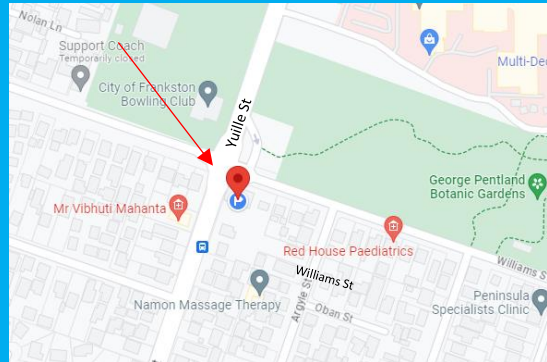 Nolan Ln
Support Coach
Temporarily closed
City of Frankston
Bowling Club
Yuille St
Multi-De
George Pentland
Botanic Gardens
Mr Vibhuti Mahanta
Red House Paediatrics
Williams St
Williams St
Namon Massage Therapy
Argyle St
Oban St
Peninsula
Specialists Clinic